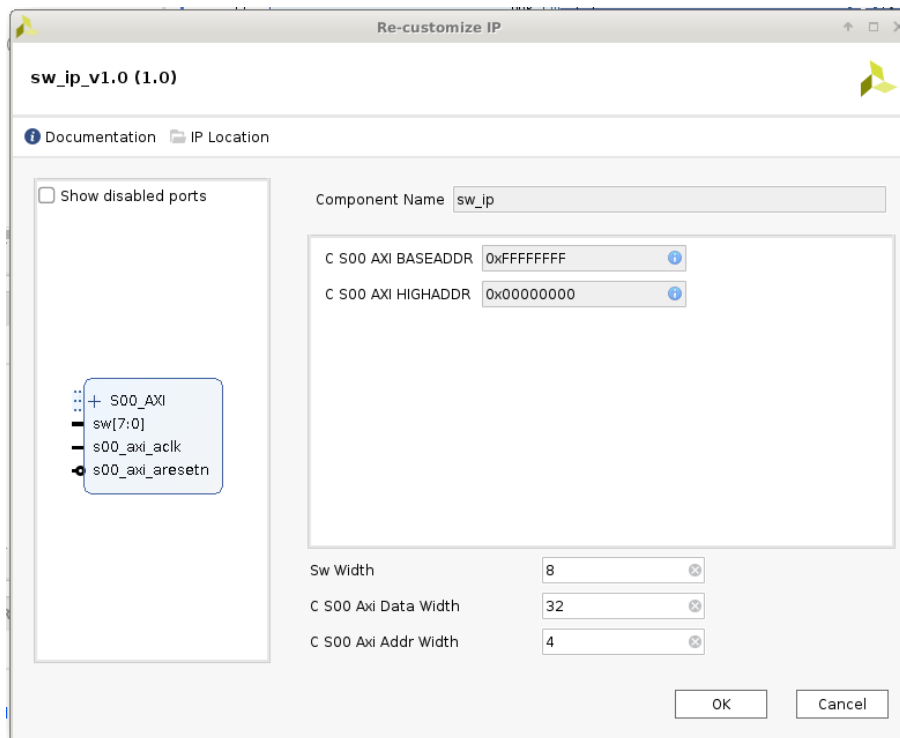 Re-customize IP
sw_ip_v1.0 (1.0)
Documentation IP Location
Show disabled ports
Component Name sw_ip
C S00 AXI BASEADDR 0xFFFFFFFF
C S00 AXI HIGHADDR 0x00000000
+ S00_AXI
sw[7:0]
s00_axi_aclk
s00_axi_aresetn
Sw Width 8
C S00 Axi Data Width 32
C S00 Axi Addr Width 4
OK Cancel